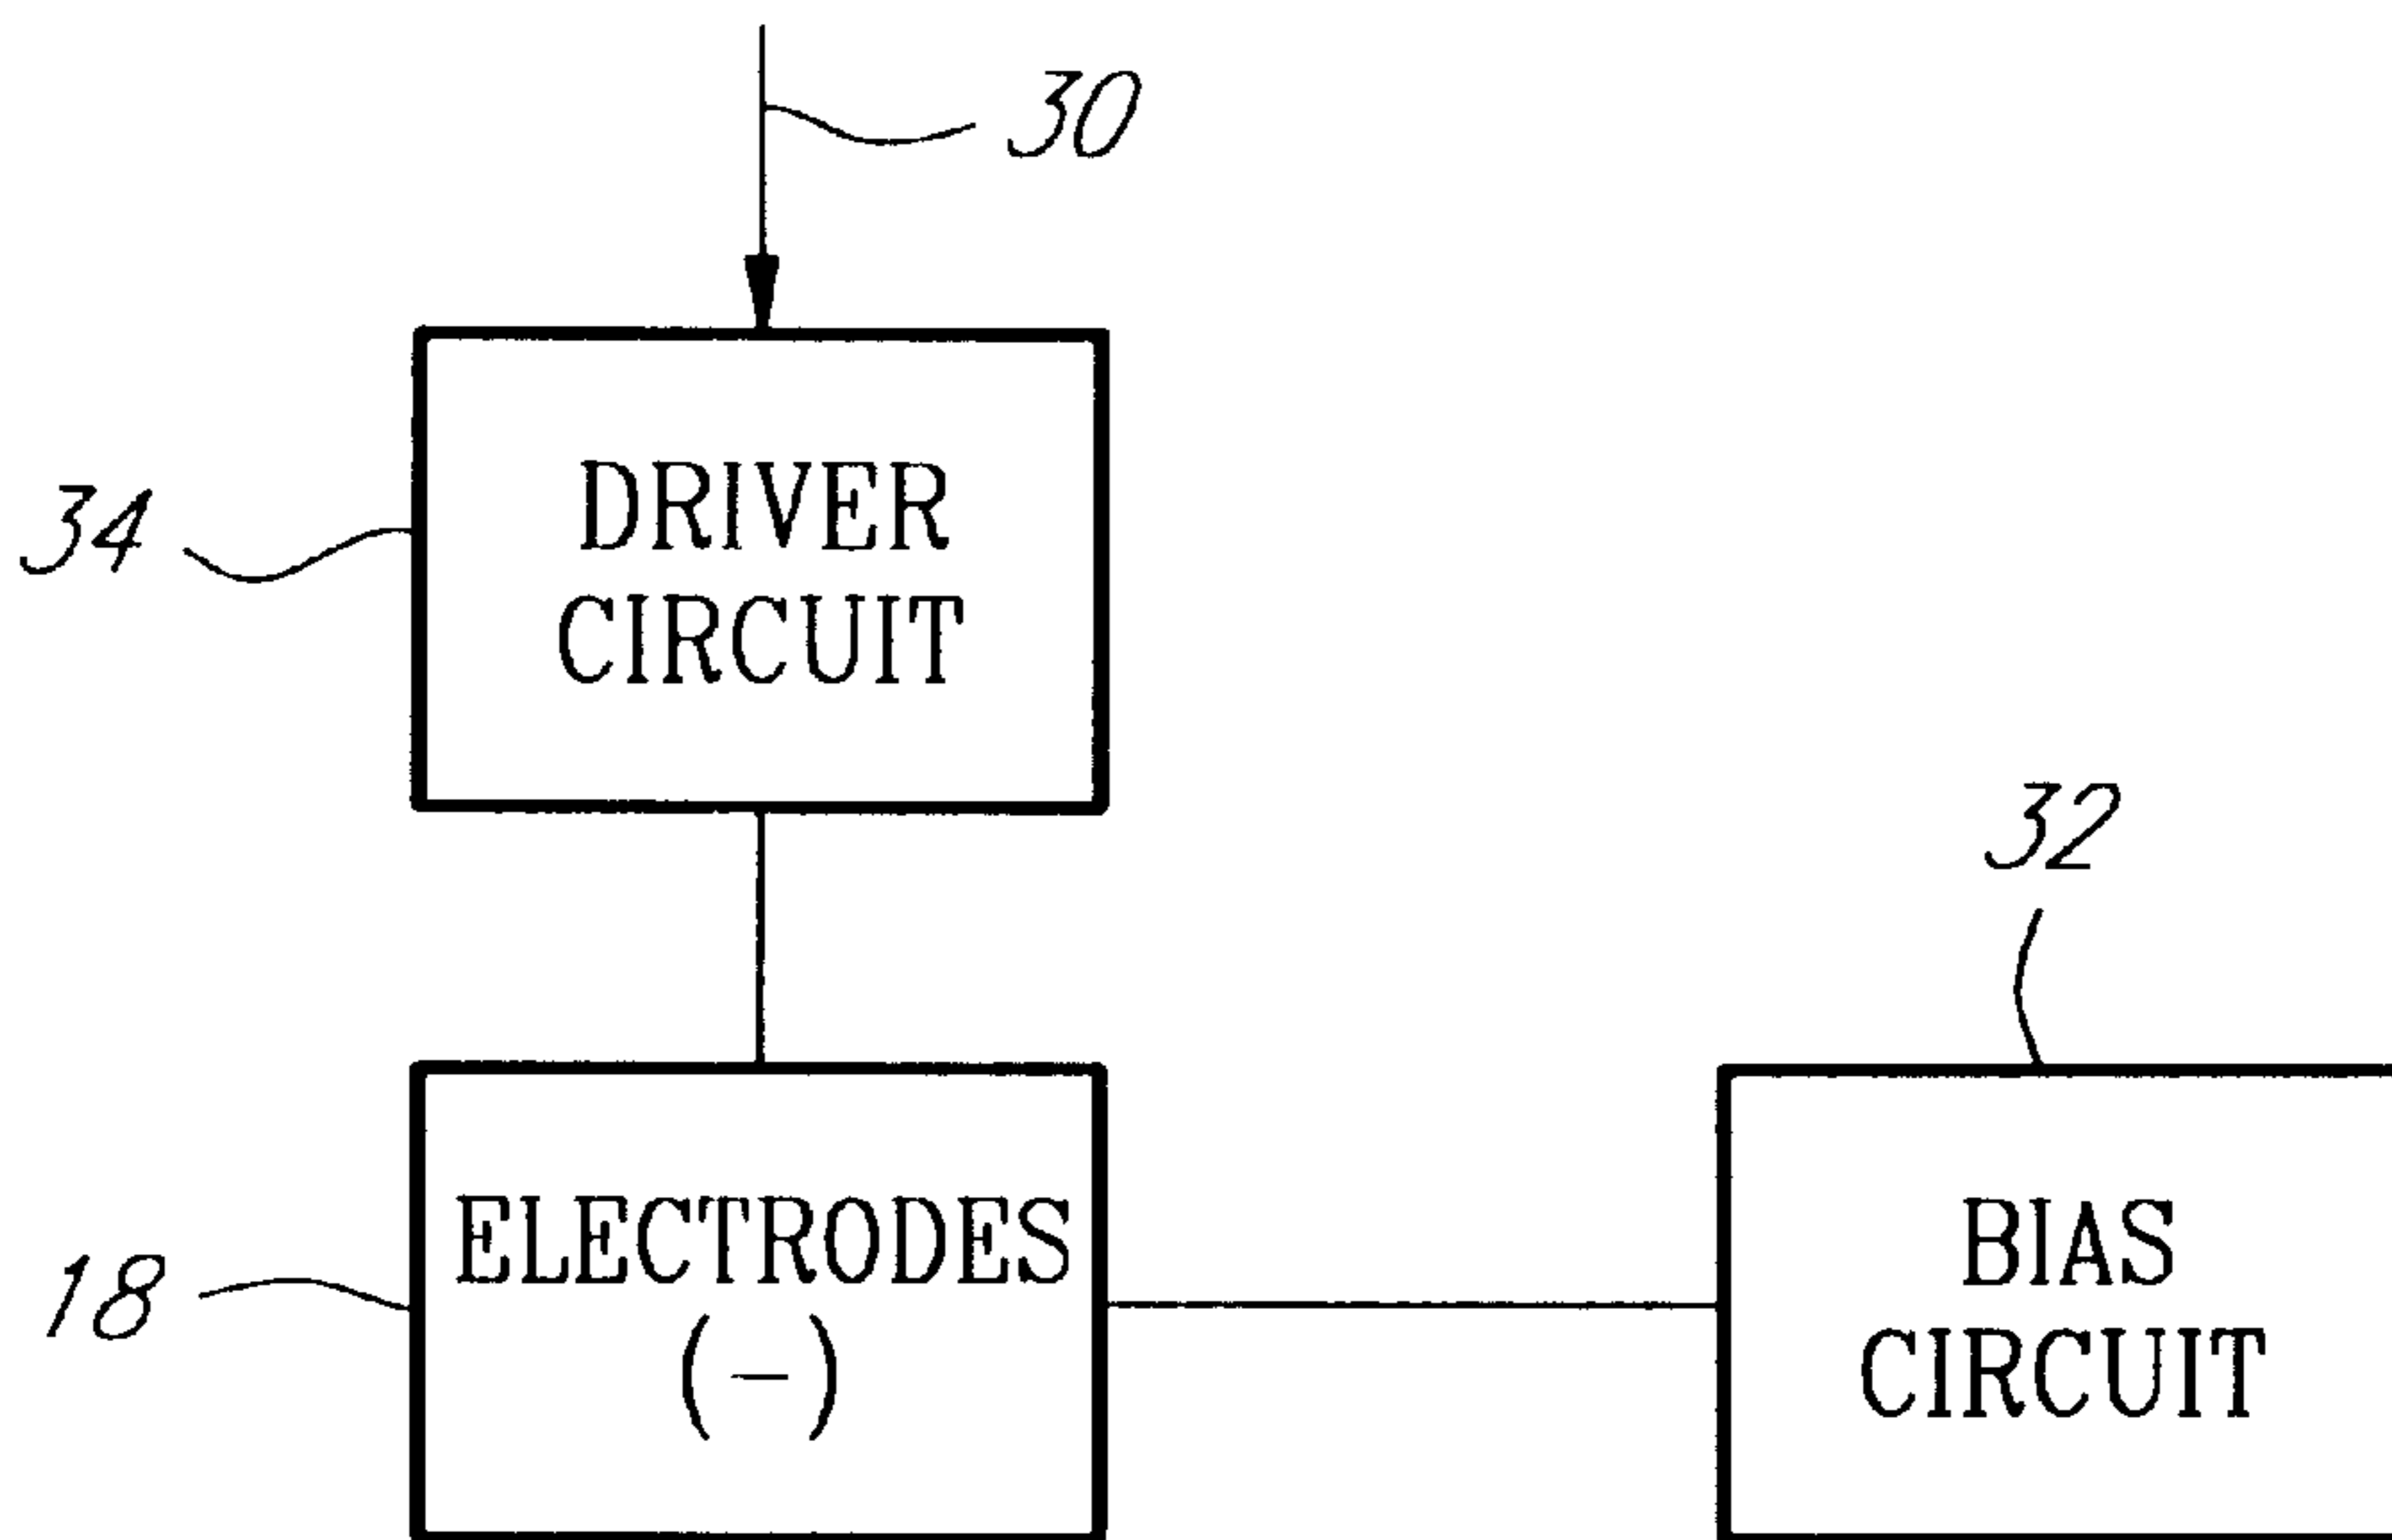 30
34
DRIVER
CIRCUIT
32
18
ELECTRODES
(-)
BIAS
CIRCUIT